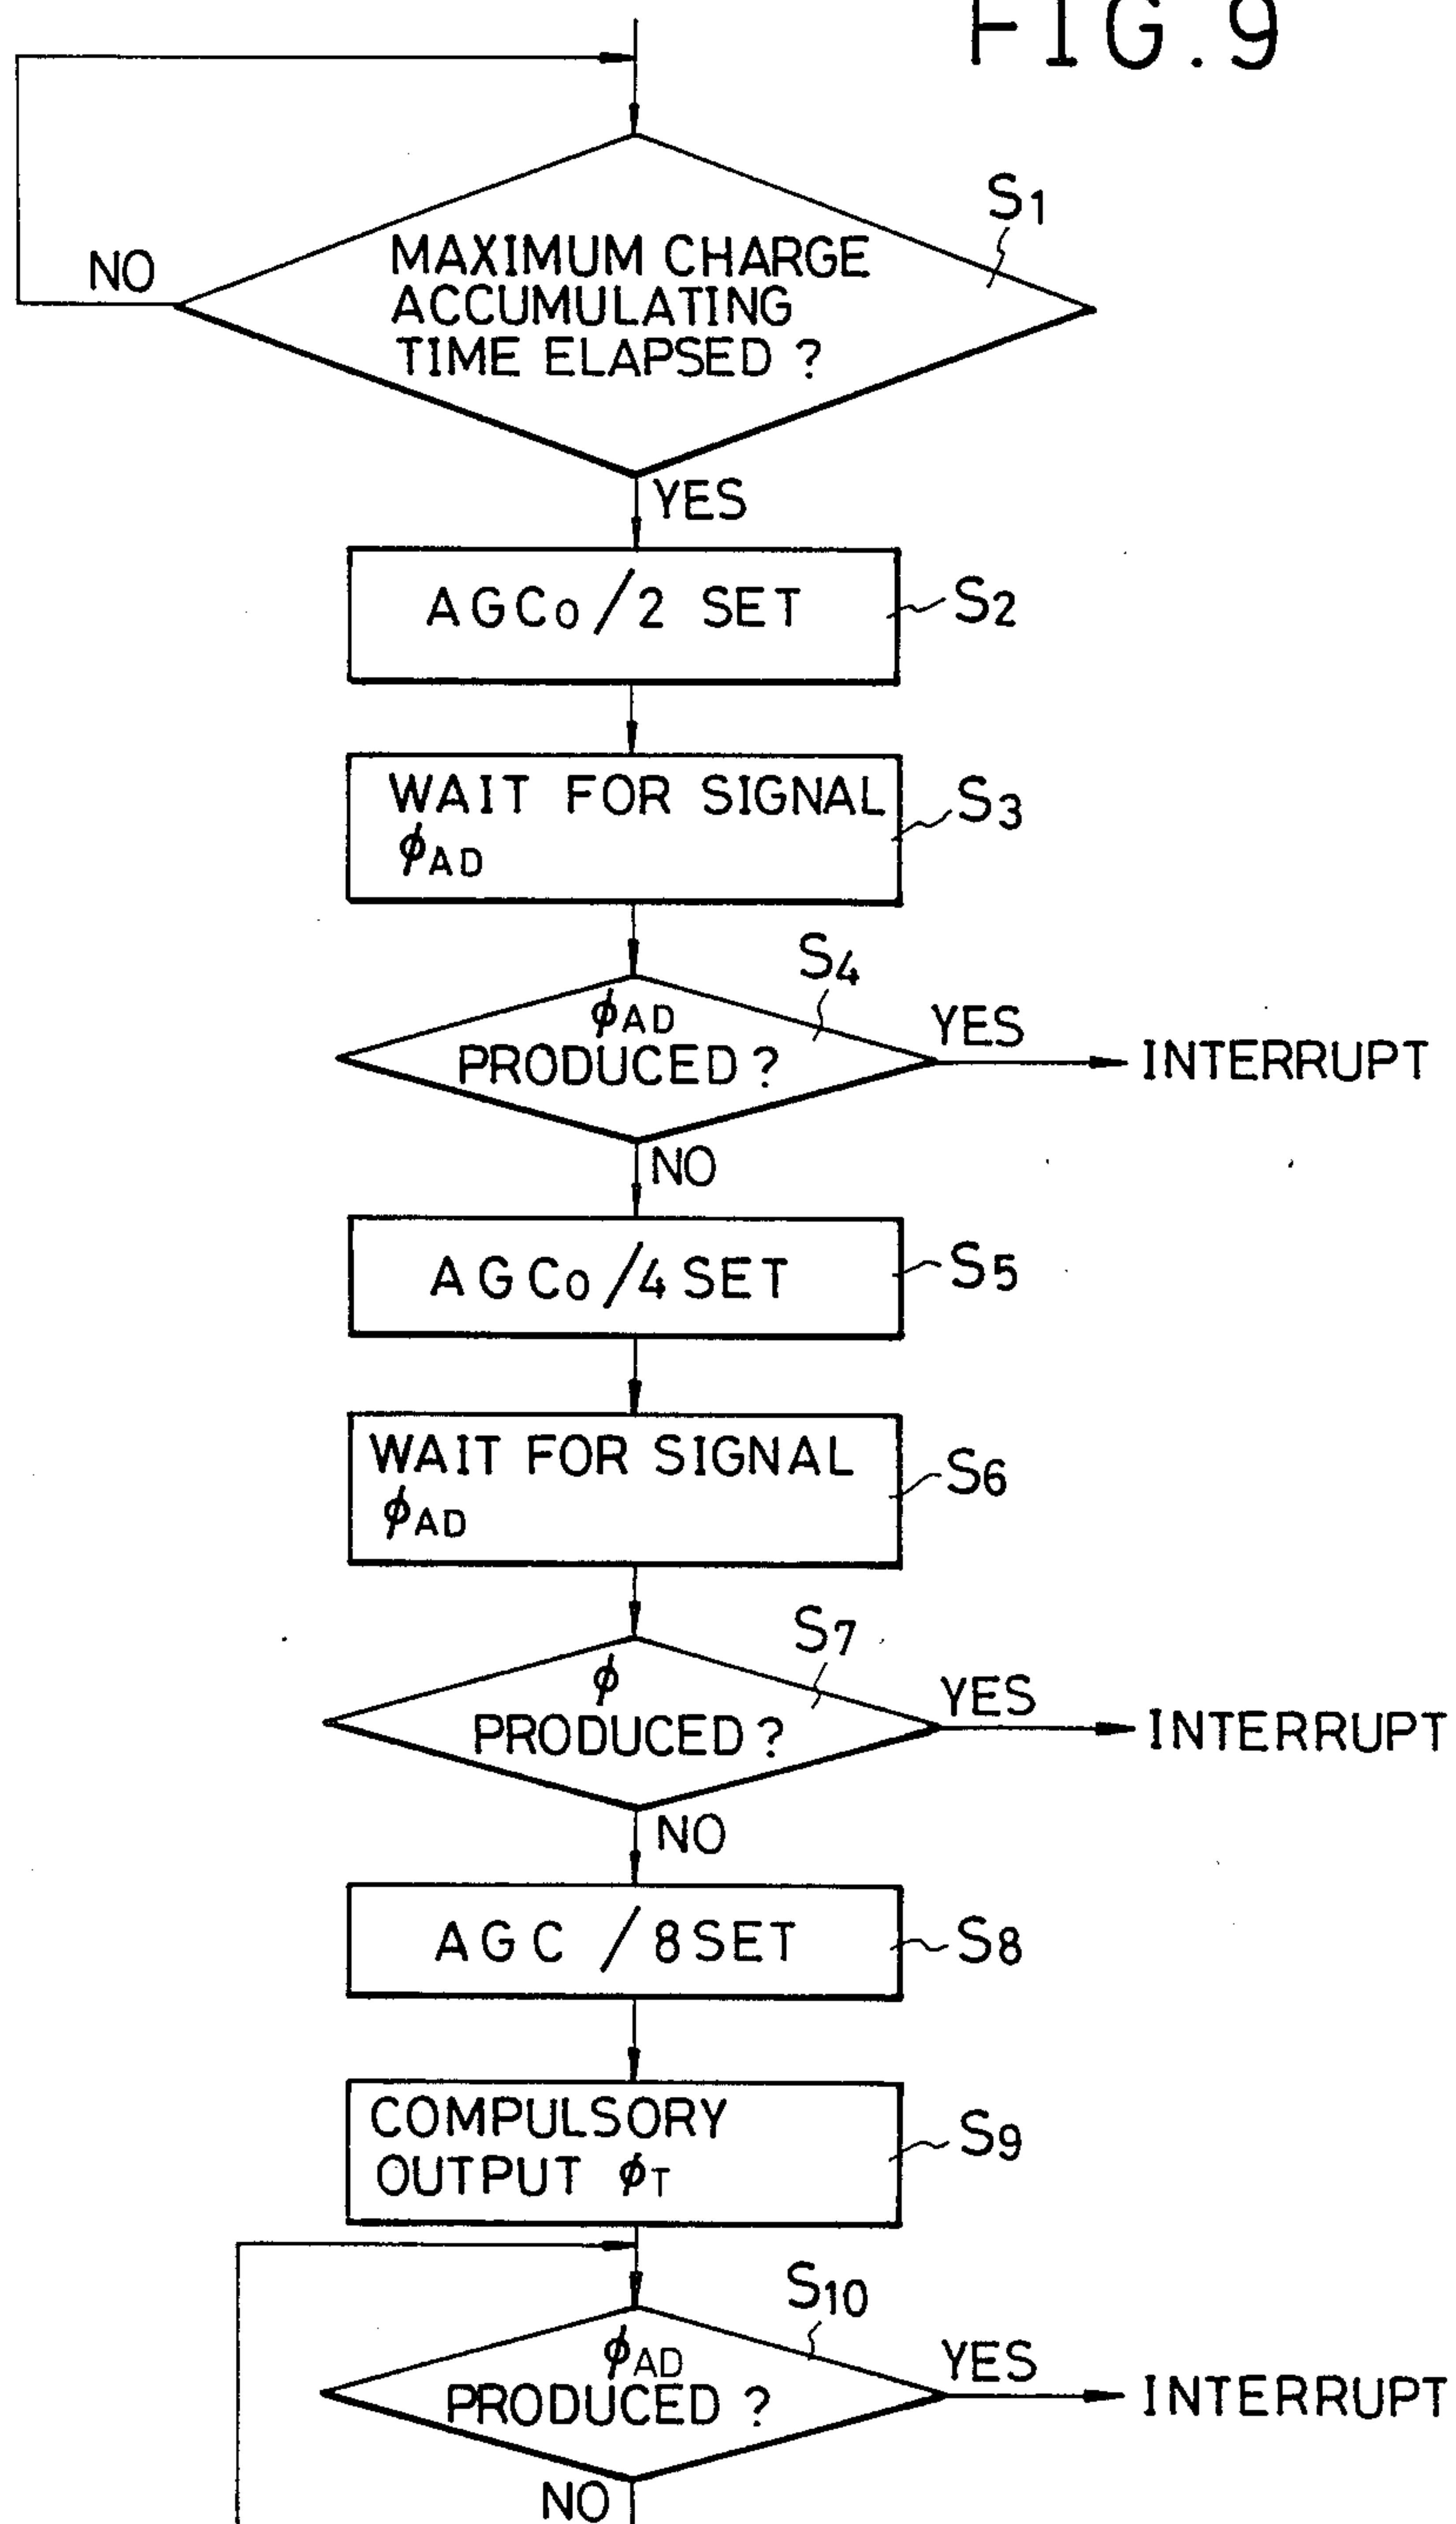 FIG.9
S1
NO
MAXIMUM CHARGE
ACCUMULATING
TIME ELAPSED ?
YES
AGCo/2 SET
S2
WAIT FOR SIGNAL
φAD
S3
S4
φAD
PRODUCED ?
YES
INTERRUPT
NO
AGCo/4 SET
S5
WAIT FOR SIGNAL
φAD
S6
S7
φ
PRODUCED ?
YES
INTERRUPT
NO
AGC /8 SET
S8
COMPULSORY
OUTPUT φT
S9
S10
φAD
PRODUCED ?
YES
INTERRUPT
NO